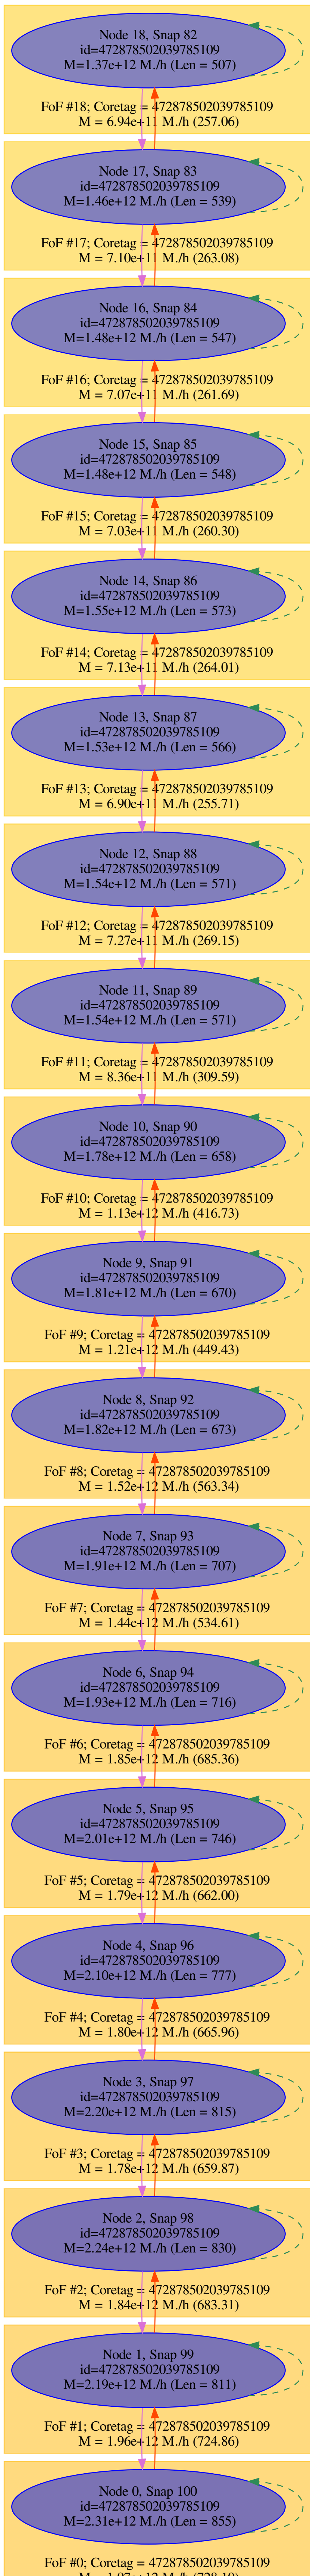 Node 18, Snap 82
id=472878502039785109
M=1.37e+12 M./h (Len = 507)
FoF #18; Coretag = 472878502039785109
M = 6.94e+11 M./h (257.06)
Node 17, Snap 83
id=472878502039785109
M=1.46e+12 M./h (Len = 539)
FoF #17; Coretag = 472878502039785109
M = 7.10e+11 M./h (263.08)
Node 16, Snap 84
id=472878502039785109
M=1.48e+12 M./h (Len = 547)
FoF #16; Coretag = 472878502039785109
M = 7.07e+11 M./h (261.69)
Node 15, Snap 85
id=472878502039785109
M=1.48e+12 M./h (Len = 548)
FoF #15; Coretag = 472878502039785109
M = 7.03e+11 M./h (260.30)
Node 14, Snap 86
id=472878502039785109
M=1.55e+12 M./h (Len = 573)
FoF #14; Coretag = 472878502039785109
M = 7.13e+11 M./h (264.01)
Node 13, Snap 87
id=472878502039785109
M=1.53e+12 M./h (Len = 566)
FoF #13; Coretag = 472878502039785109
M = 6.90e+11 M./h (255.71)
Node 12, Snap 88
id=472878502039785109
M=1.54e+12 M./h (Len = 571)
FoF #12; Coretag = 472878502039785109
M = 7.27e+11 M./h (269.15)
Node 11, Snap 89
id=472878502039785109
M=1.54e+12 M./h (Len = 571)
FoF #11; Coretag = 472878502039785109
M = 8.36e+11 M./h (309.59)
Node 10, Snap 90
id=472878502039785109
M=1.78e+12 M./h (Len = 658)
FoF #10; Coretag = 472878502039785109
M = 1.13e+12 M./h (416.73)
Node 9, Snap 91
id=472878502039785109
M=1.81e+12 M./h (Len = 670)
FoF #9; Coretag = 472878502039785109
M = 1.21e+12 M./h (449.43)
Node 8, Snap 92
id=472878502039785109
M=1.82e+12 M./h (Len = 673)
FoF #8; Coretag = 472878502039785109
M = 1.52e+12 M./h (563.34)
Node 7, Snap 93
id=472878502039785109
M=1.91e+12 M./h (Len = 707)
FoF #7; Coretag = 472878502039785109
M = 1.44e+12 M./h (534.61)
Node 6, Snap 94
id=472878502039785109
M=1.93e+12 M./h (Len = 716)
FoF #6; Coretag = 472878502039785109
M = 1.85e+12 M./h (685.36)
Node 5, Snap 95
id=472878502039785109
M=2.01e+12 M./h (Len = 746)
FoF #5; Coretag = 472878502039785109
M = 1.79e+12 M./h (662.00)
Node 4, Snap 96
id=472878502039785109
M=2.10e+12 M./h (Len = 777)
FoF #4; Coretag = 472878502039785109
M = 1.80e+12 M./h (665.96)
Node 3, Snap 97
id=472878502039785109
M=2.20e+12 M./h (Len = 815)
FoF #3; Coretag = 472878502039785109
M = 1.78e+12 M./h (659.87)
Node 2, Snap 98
id=472878502039785109
M=2.24e+12 M./h (Len = 830)
FoF #2; Coretag = 472878502039785109
M = 1.84e+12 M./h (683.31)
Node 1, Snap 99
id=472878502039785109
M=2.19e+12 M./h (Len = 811)
FoF #1; Coretag = 472878502039785109
M = 1.96e+12 M./h (724.86)
Node 0, Snap 100
id=472878502039785109
M=2.31e+12 M./h (Len = 855)
FoF #0; Coretag = 472878502039785109